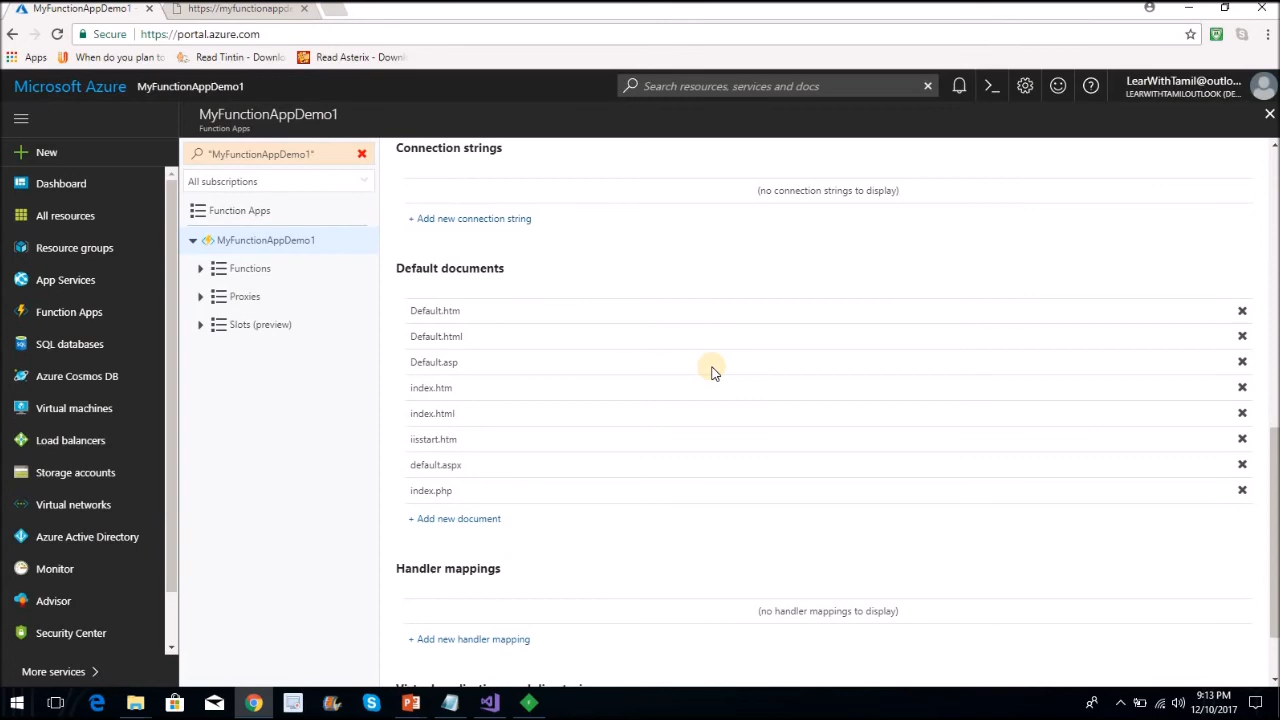 MyFunctionAppDemo1 -
https://myfunctionappde
Secure
https://portal.azure.com
Apps
When do you plan to
Read Tintin - Downlo
Read Asterix - Down
Microsoft Azure
MyFunctionAppDemo1
Search resources, services and docs
LearWithTamil@outlo...
LEARWITHTAMILOUTLOOK (DE...
MyFunctionAppDemo1
Function Apps
New
Dashboard
All resources
Resource groups
App Services
Function Apps
SQL databases
Azure Cosmos DB
Virtual machines
Load balancers
Storage accounts
Virtual networks
Azure Active Directory
Monitor
Advisor
Security Center
More services
"MyFunctionAppDemo1"
All subscriptions
Function Apps
MyFunctionAppDemo1
Functions
Proxies
Slots (preview)
Connection strings
(no connection strings to display)
+ Add new connection string
Default documents
Default.htm
Default.html
Default.asp
index.htm
index.html
iisstart.htm
default.aspx
index.php
+ Add new document
Handler mappings
(no handler mappings to display)
+ Add new handler mapping
9:13 PM
12/10/2017